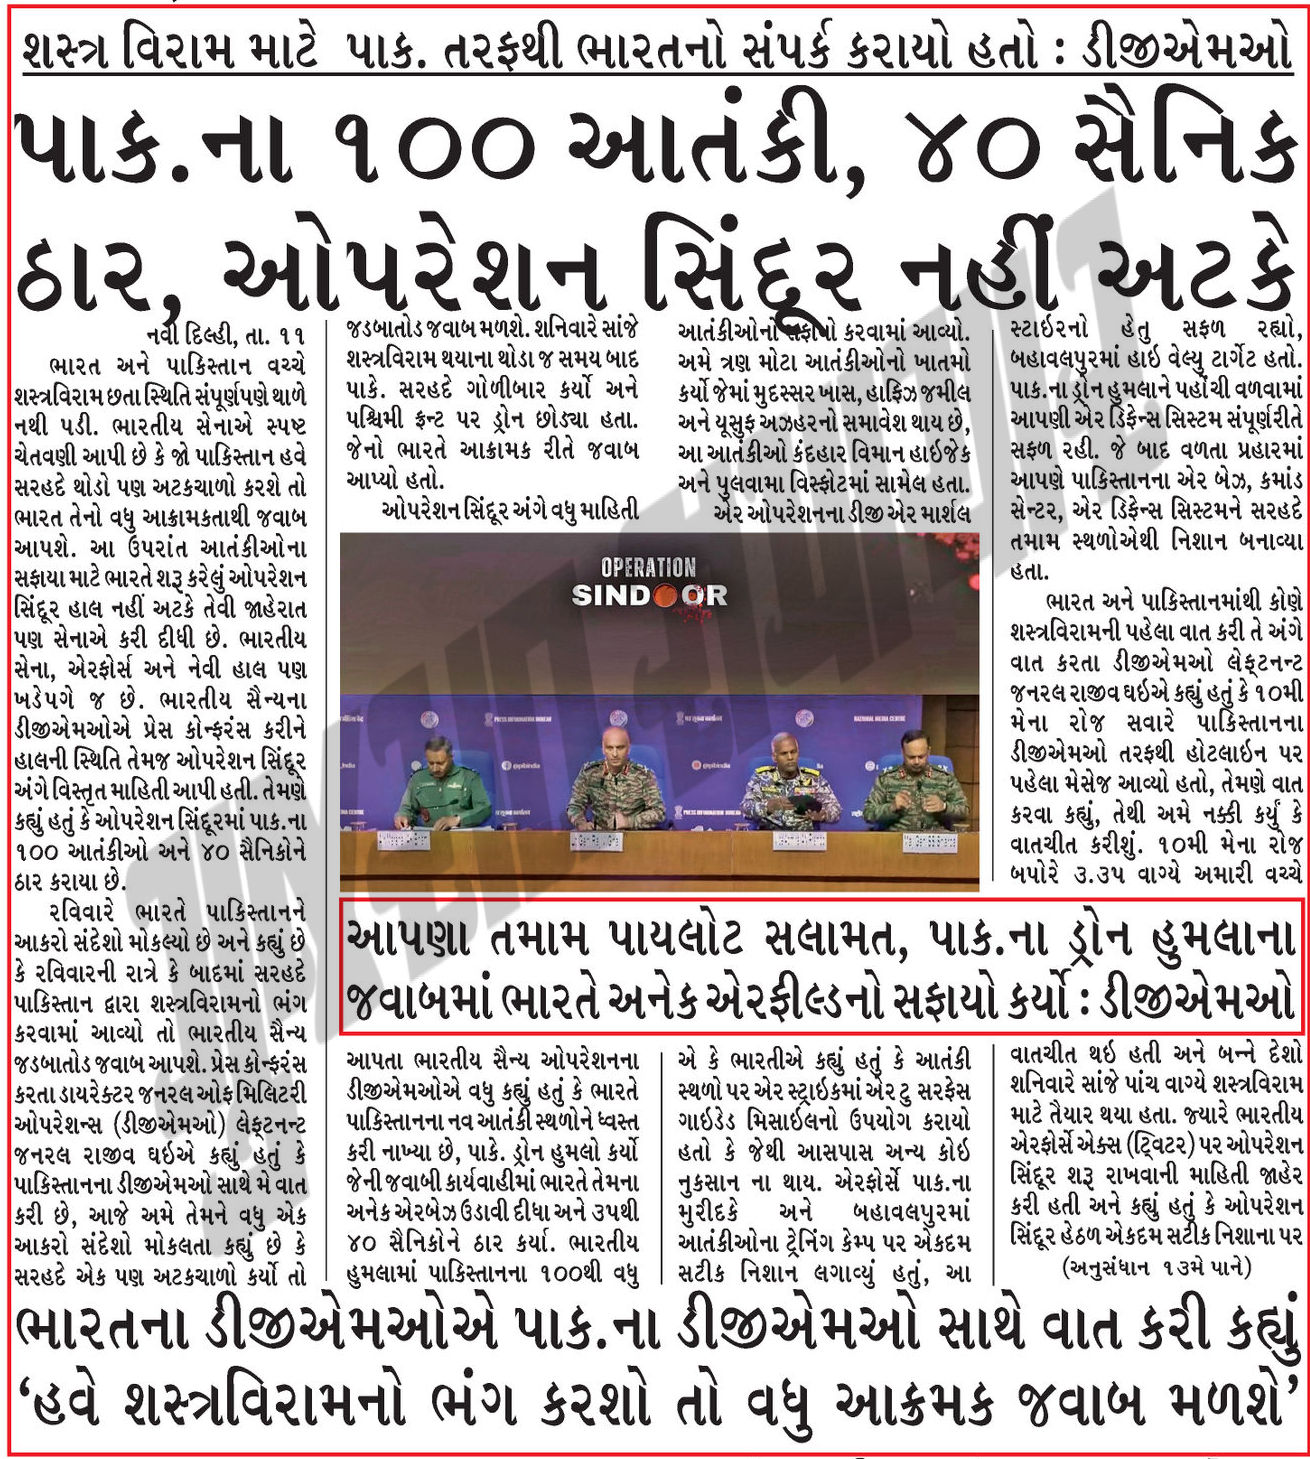 શસ્ત્ર વિરામ માટે પાક. તરફથી ભારતનો સંપર્ક કરાયો હતો : ડીજીએમઓ
પાક.ના ૧૦૦ આતંકી, ૪૦ સૈનિક
ઠાર, ઓપરેશન સિંદૂર નહીં અટકે
નવી દિલ્હી, તા. ૧૧
ભારત અને પાકિસ્તાન વચ્ચે
શસ્ત્રવિરામ છતા સ્થિતિ સંપૂર્ણપણે થાળે
નથી પડી. ભારતીય સેનાએ સ્પષ્ટ
ચેતવણી આપી છે કે જો પાકિસ્તાન હવે
સરહદે થોડો પણ અટકચાળો કરશે તો
ભારત તેનો વધુ આક્રામકતાથી જવાબ
આપશે. આ ઉપરાંત આતંકીઓના
સફાયા માટે ભારતે શરૂ કરેલું ઓપરેશન
સિંદૂર હાલ નહીં અટકે તેવી જાહેરાત
પણ સેનાએ કરી દીધી છે. ભારતીય
સેના, એરફોર્સ અને નેવી હાલ પણ
ખડેપગે જ છે. ભારતીય સૈન્યના
ડીજીએમઓએ પ્રેસ કોન્ફરંસ કરીને
હાલની સ્થિતિ તેમજ ઓપરેશન સિંદૂર
અંગે વિસ્તૃત માહિતી આપી હતી. તેમણે
કહ્યું હતું કે ઓપરેશન સિંદૂરમાં પાક.ના
૧૦૦ આતંકીઓ અને ૪૦ સૈનિકોને
ઠાર કરાયા છે.
રવિવારે ભારતે પાકિસ્તાનને
આકરો સંદેશો મોકલ્યો છે અને કહ્યું છે
કે રવિવારની રાત્રે કે બાદમાં સરહદે
પાકિસ્તાન દ્વારા શસ્ત્રવિરામનો ભંગ
કરવામાં આવ્યો તો ભારતીય સૈન્ય
જડબાતોડ જવાબ આપશે. પ્રેસ કોન્ફરંસ
કરતા ડાયરેક્ટર જનરલ ઓફ મિલિટરી
ઓપરેશન્સ (ડીજીએમઓ) લેફ્ટનન્ટ
જનરલ રાજીવ ઘઇએ કહ્યું હતું કે
પાકિસ્તાનના ડીજીએમઓ સાથે મે વાત
કરી છે, આજે અમે તેમને વધુ એક
આકરો સંદેશો મોકલતા કહ્યું છે કે
સરહદે એક પણ અટકચાળો કર્યો તો
જડબાતોડ જવાબ મળશે. શનિવારે સાંજે
શસ્ત્રવિરામ થયાના થોડા જ સમય બાદ
પાકે. સરહદે ગોળીબાર કર્યો અને
પશ્ચિમી ફ્રન્ટ પર ડ્રોન છોડ્યા હતા.
જેનો ભારતે આક્રામક રીતે જવાબ
આપ્યો હતો.
ઓપરેશન સિંદૂર અંગે વધુ માહિતી
આતંકીઓનો સફાયો કરવામાં આવ્યો.
અમે ત્રણ મોટા આતંકીઓનો ખાતમો
કર્યો જેમાં મુદસ્સર ખાસ, હાફિઝ જમીલ
અને યૂસુફ અઝહરનો સમાવેશ થાય છે,
આ આતંકીઓ કંદહાર વિમાન હાઇજેક
અને પુલવામા વિસ્ફોટમાં સામેલ હતા.
એર ઓપરેશનના ડીજી એર માર્શલ
સ્ટાઇરનો હેતુ સફળ રહ્યો,
બહાવલપુરમાં હાઇ વેલ્યુ ટાર્ગેટ હતો.
પાક.ના ડ્રોન હુમલાને પહોંચી વળવામાં
આપણી એર ડિફેન્સ સિસ્ટમ સંપૂર્ણ રીતે
સફળ રહી. જે બાદ વળતા પ્રહારમાં
આપણે પાકિસ્તાનના એર બેઝ, કમાંડ
સેન્ટર, એર ડિફેન્સ સિસ્ટમને સરહદે
તમામ સ્થળોએથી નિશાન બનાવ્યા
હતા.
ભારત અને પાકિસ્તાનમાંથી કોણે
શસ્ત્રવિરામની પહેલા વાત કરી તે અંગે
વાત કરતા ડીજીએમઓ લેફ્ટનન્ટ
જનરલ રાજીવ ઘઇએ કહ્યું હતું કે ૧૦મી
મેના રોજ સવારે પાકિસ્તાનના
ડીજીએમઓ તરફથી હોટલાઇન પર
પહેલા મેસેજ આવ્યો હતો, તેમણે વાત
કરવા કહ્યું, તેથી અમે નક્કી કર્યું કે
વાતચીત કરીશું. ૧૦મી મેના રોજ
બપોરે ૩.૩૫ વાગ્યે અમારી વચ્ચે
OPERATION
SINDOOR
PRESS INFORMATION BUREAU
NATIONAL MEDIA CENTRE
@pibindia
આપણા તમામ પાયલોટ સલામત, પાક.ના ડ્રોન હુમલાના
જવાબમાં ભારતે અનેક એરફીલ્ડનો સફાયો કર્યો : ડીજીએમઓ
આપતા ભારતીય સૈન્ય ઓપરેશનના
ડીજીએમઓએ વધુ કહ્યું હતું કે ભારતે
પાકિસ્તાનના નવ આતંકી સ્થળોને ધ્વસ્ત
કરી નાખ્યા છે, પાકે. ડ્રોન હુમલો કર્યો
જેની જવાબી કાર્યવાહીમાં ભારતે તેમના
અનેક એરબેઝ ઉડાવી દીધા અને ૩૫થી
૪૦ સૈનિકોને ઠાર કર્યા. ભારતીય
હુમલામાં પાકિસ્તાનના ૧૦૦થી વધુ
એ કે ભારતીએ કહ્યું હતું કે આતંકી
સ્થળો પર એર સ્ટ્રાઇકમાં એર ટુ સરફેસ
ગાઇડેડ મિસાઇલનો ઉપયોગ કરાયો
હતો કે જેથી આસપાસ અન્ય કોઇ
નુકસાન ના થાય. એરફોર્સે પાક.ના
મુરીદકે અને બહાવલપુરમાં
આતંકીઓના ટ્રેનિંગ કેમ્પ પર એકદમ
સટીક નિશાન લગાવ્યું હતું, આ
વાતચીત થઇ હતી અને બન્ને દેશો
શનિવારે સાંજે પાંચ વાગ્યે શસ્ત્રવિરામ
માટે તૈયાર થયા હતા. જ્યારે ભારતીય
એરફોર્સે એક્સ (ટ્વિટર) પર ઓપરેશન
સિંદૂર શરૂ રાખવાની માહિતી જાહેર
કરી હતી અને કહ્યું હતું કે ઓપરેશન
સિંદૂર હેઠળ એકદમ સટીક નિશાના પર
(અનુસંધાન ૧૩મે પાને)
ભારતના ડીજીએમઓએ પાક.ના ડીજીએમઓ સાથે વાત કરી કહ્યું
‘હવે શસ્ત્રવિરામનો ભંગ કરશો તો વધુ આક્રમક જવાબ મળશે’